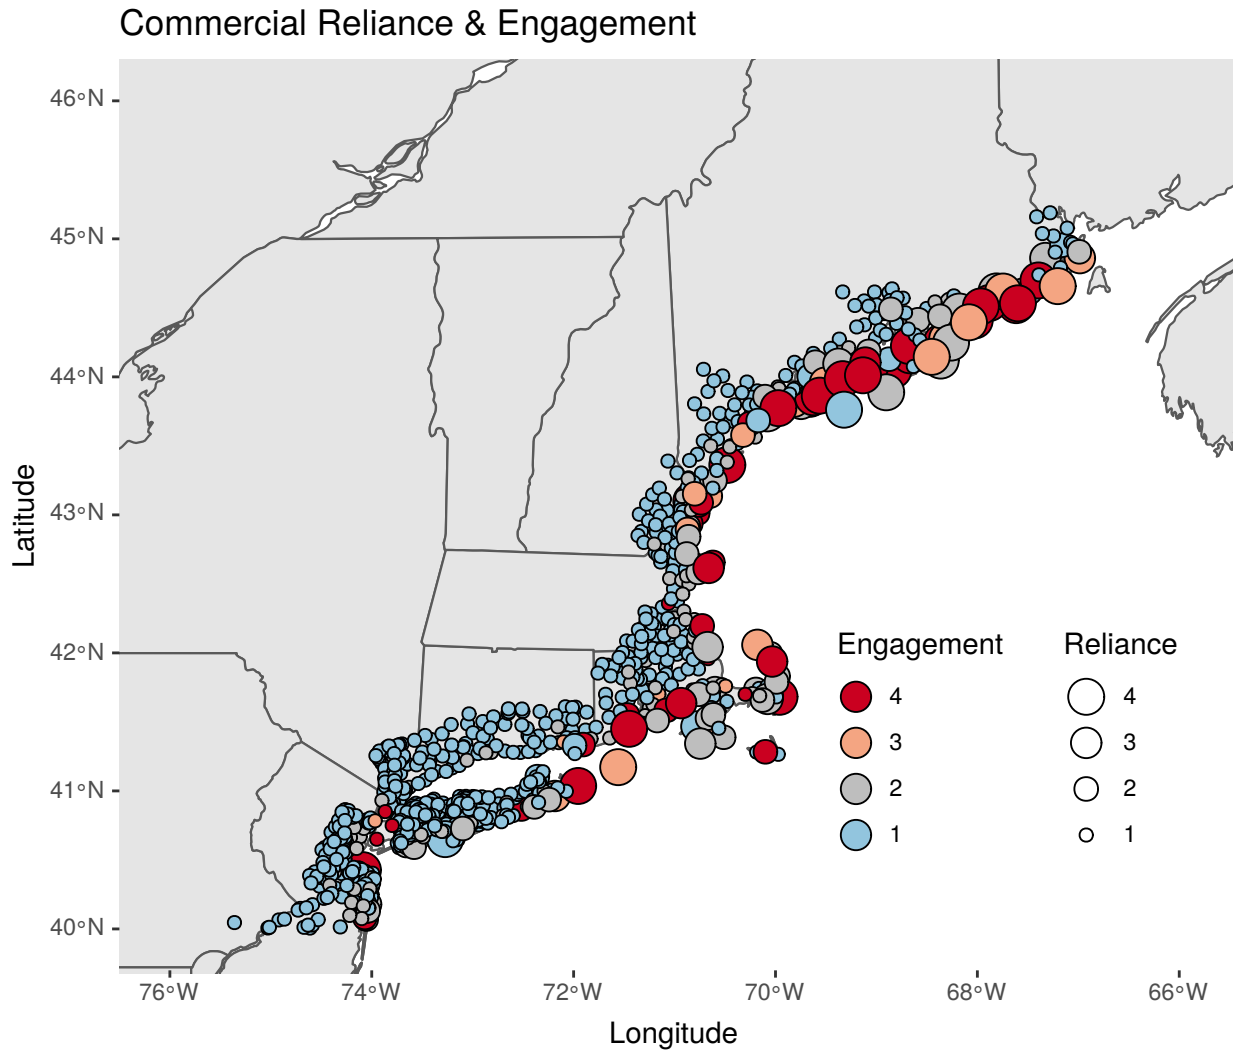 Commercial Reliance & Engagement
46°N
45°N
44°N
43°N
42°N
41°N
40°N
Latitude
Engagement
4
3
2
1
Reliance
4
3
2
1
76°W
74°W
72°W
70°W
68°W
66°W
Longitude